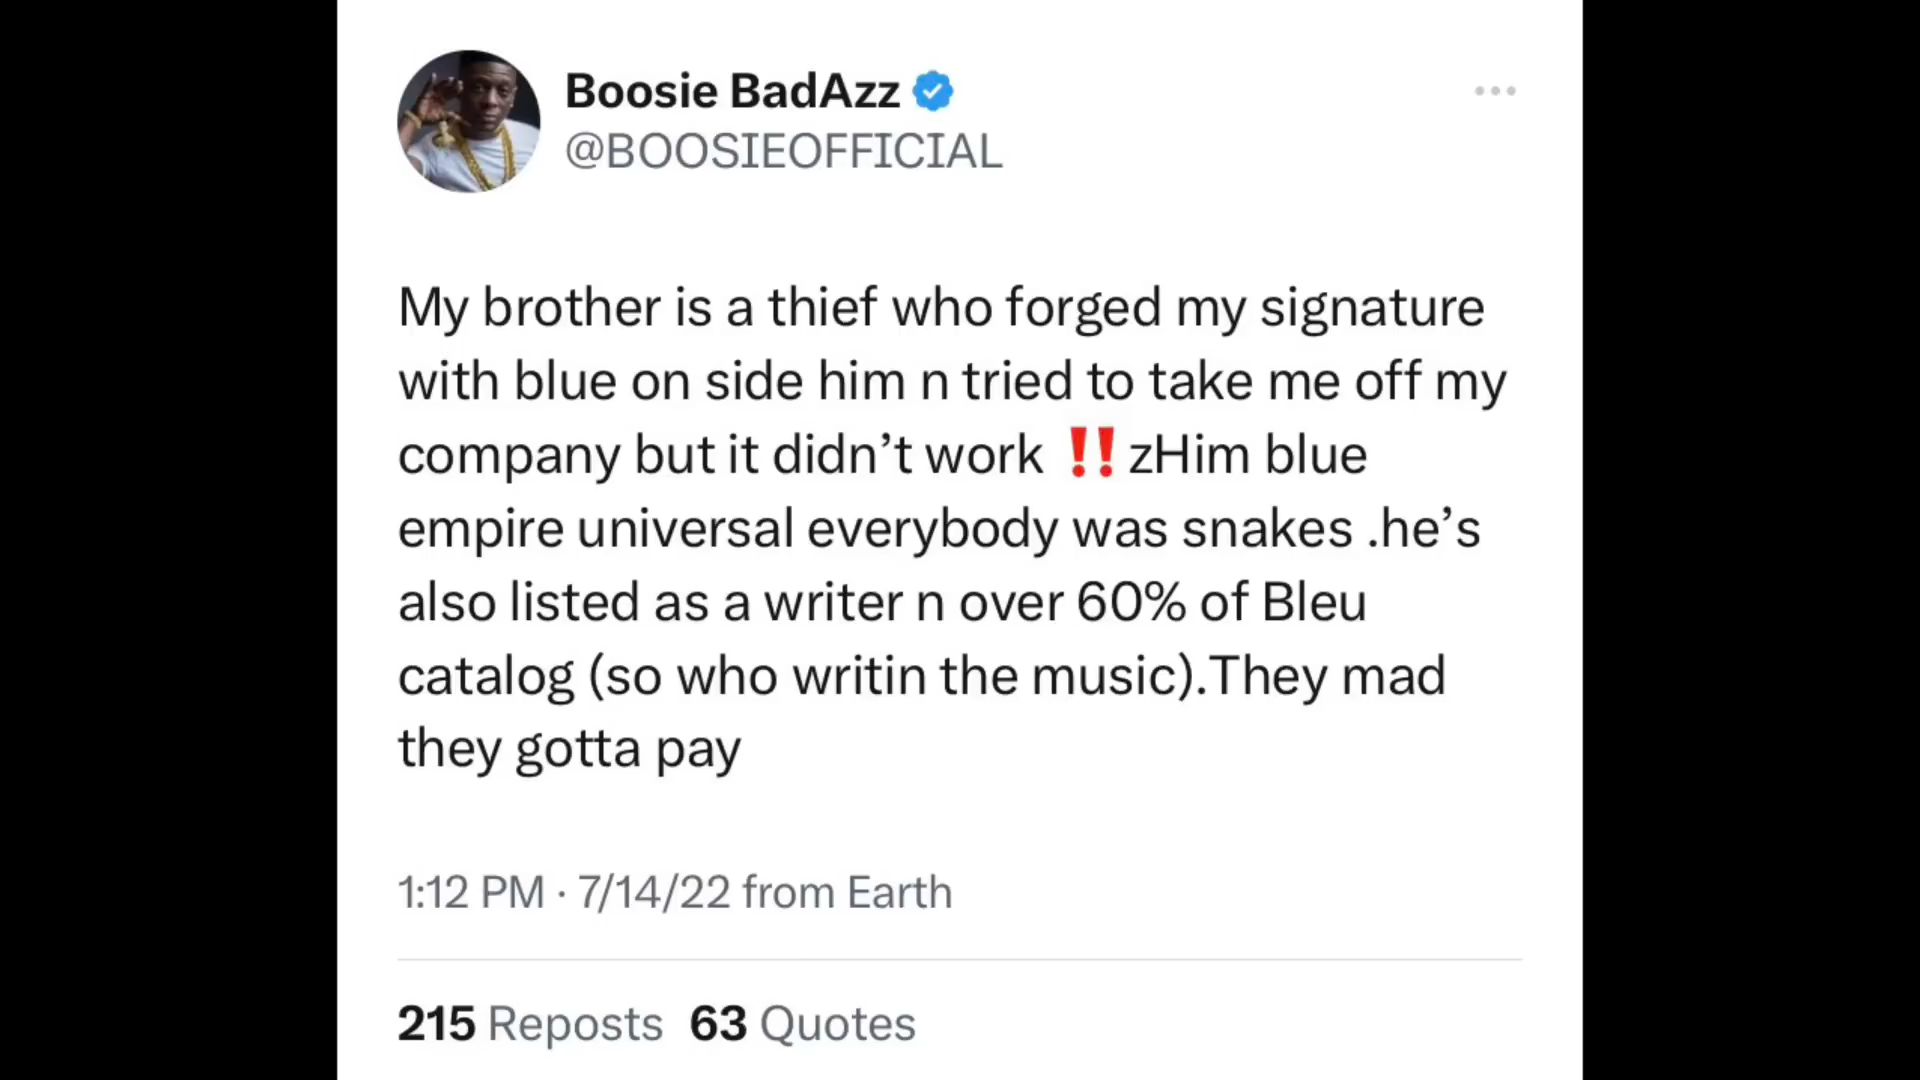 Boosie BadAzz
@BOOSIEOFFICIAL
My brother is a thief who forged my signature
with blue on side him n tried to take me off my
company but it didn’t work ‼️zHim blue
empire universal everybody was snakes .he’s
also listed as a writer n over 60% of Bleu
catalog (so who writin the music).They mad
they gotta pay
1:12 PM · 7/14/22 from Earth
215 Reposts 63 Quotes